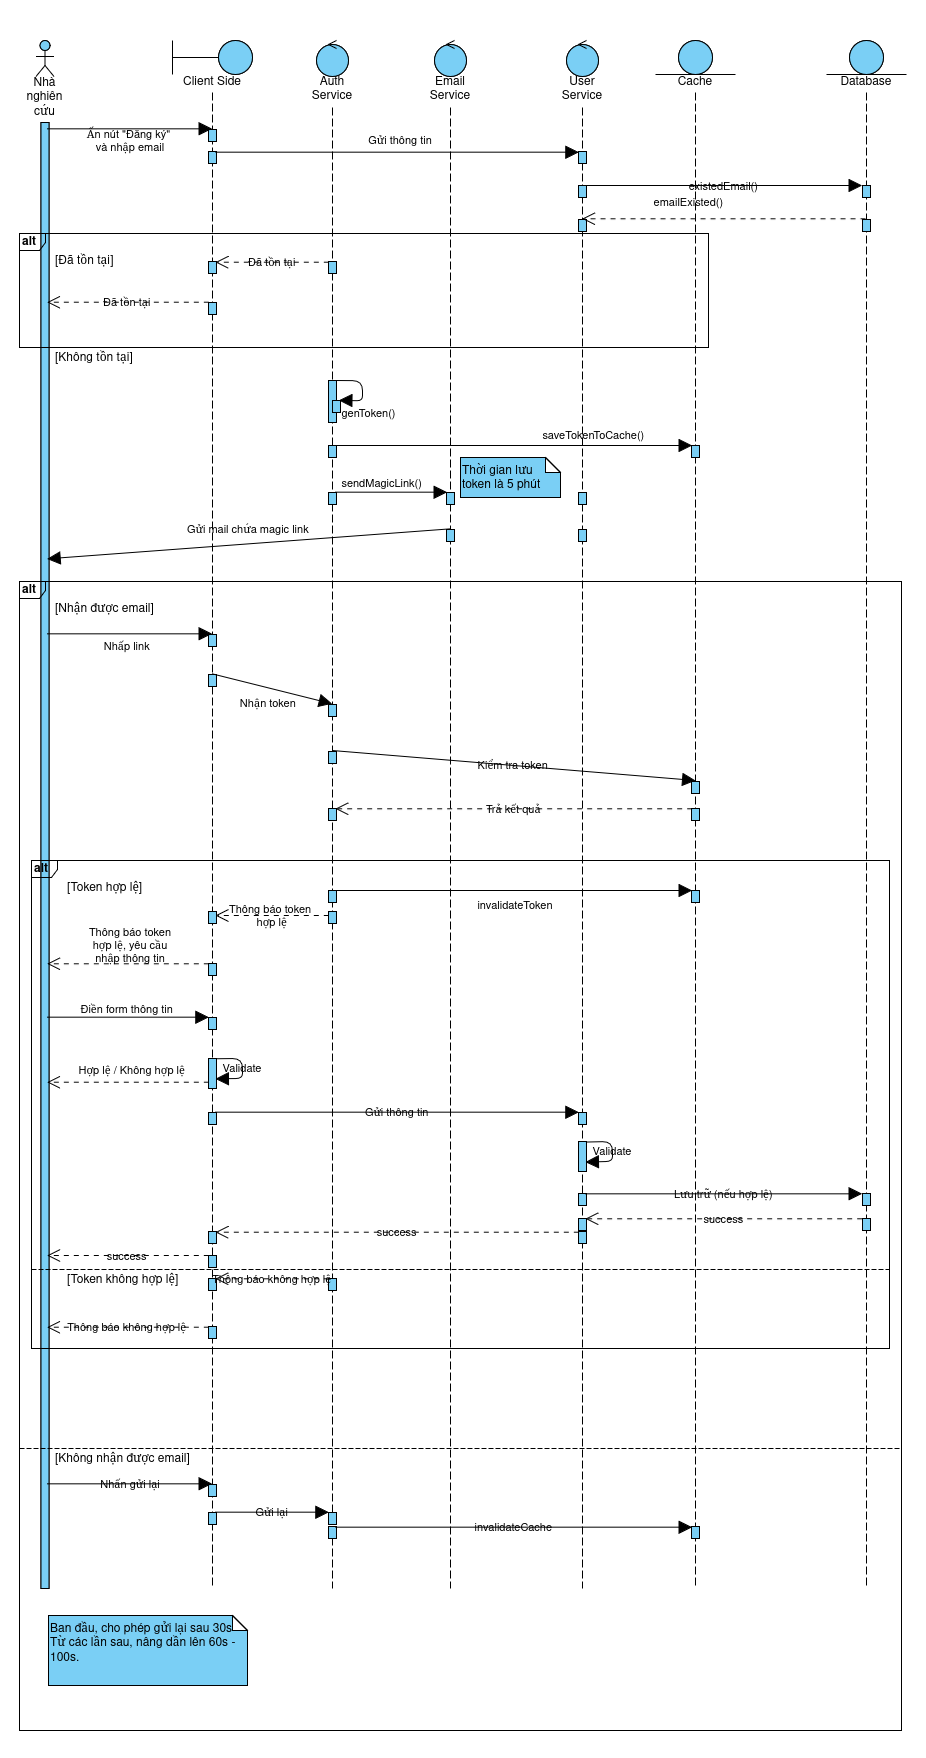 Nhà
nghiên
cứu
Client Side
Auth
Service
Email
Service
User
Service
Cache
Database
Ấn nút "Đăng ký"
và nhập email
Gửi thông tin
existedEmail()
emailExisted()
alt
[Đã tồn tại]
Đã tồn tại
Đã tồn tại
[Không tồn tại]
genToken()
saveTokenToCache()
Thời gian lưu
token là 5 phút
sendMagicLink()
Gửi mail chứa magic link
alt
[Nhận được email]
Nhấp link
Nhận token
Kiểm tra token
Trả kết quả
alt
[Token hợp lệ]
invalidateToken
Thông báo token
hợp lệ
Thông báo token
hợp lệ, yêu cầu
nhập thông tin
Điền form thông tin
Validate
Hợp lệ / Không hợp lệ
Gửi thông tin
Validate
Lưu trữ (nếu hợp lệ)
success
success
success
[Token không hợp lệ]
Thông báo không hợp lệ
Thông báo không hợp lệ
[Không nhận được email]
Nhấn gửi lại
Gửi lại
invalidateCache
Ban đầu, cho phép gửi lại sau 30s
Từ các lần sau, nâng dần lên 60s -
100s.